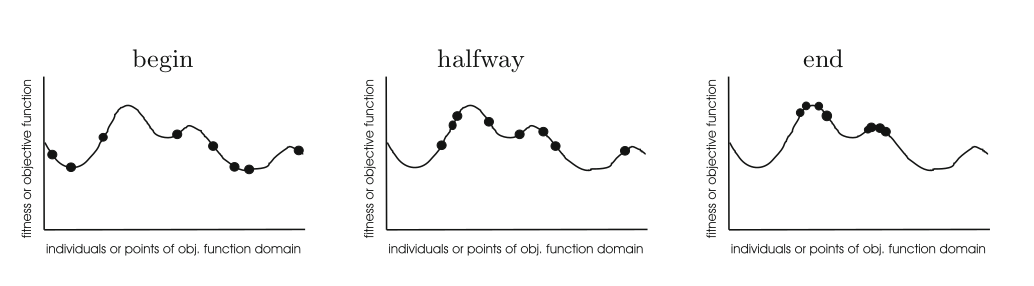 begin
fitness or objective function
individuals or points of obj. function domain
halfway
fitness or objective function
individuals or points of obj. function domain
end
fitness or objective function
individuals or points of obj. function domain